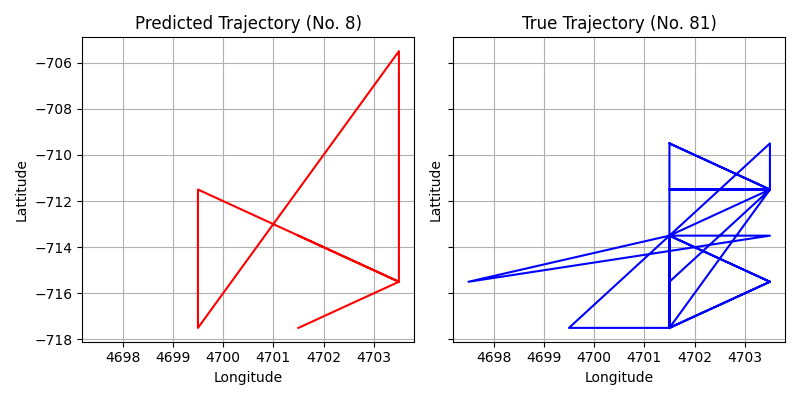 Predicted Trajectory (No. 8)
True Trajectory (No. 81)
Lattitude
−706
−708
−710
−712
−714
−716
−718
4698 4699 4700 4701 4702 4703
Longitude
Lattitude
4698 4699 4700 4701 4702 4703
Longitude